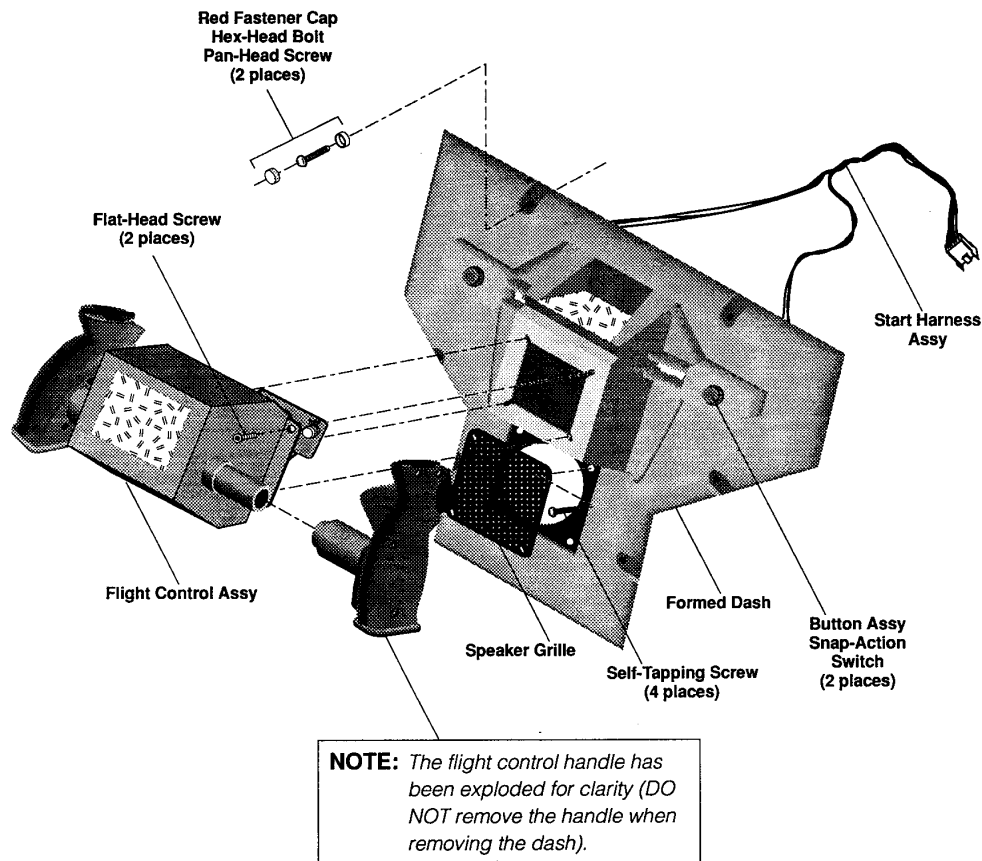 Red Fastener Cap
Hex-Head Bolt
Pan-Head Screw
(2 places)
Flat-Head Screw
(2 places)
Start Harness
Assy
Flight Control Assy
Formed Dash
Speaker Grille
Self-Tapping Screw
(4 places)
Button Assy
Snap-Action
Switch
(2 places)
NOTE: The flight control handle has
been exploded for clarity (DO
NOT remove the handle when
removing the dash).